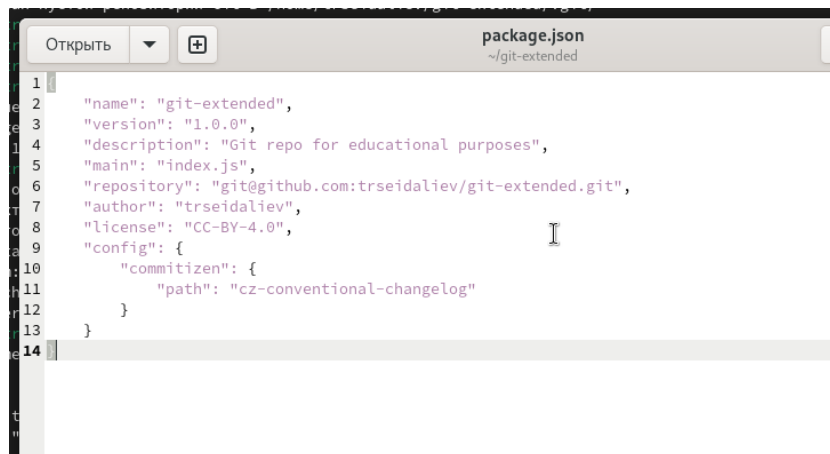 Открыть
package.json
~/git-extended
1 {
2 "name": "git-extended",
3 "version": "1.0.0",
4 "description": "Git repo for educational purposes",
5 "main": "index.js",
6 "repository": "git@github.com:trseidaliev/git-extended.git",
7 "author": "trseidaliev",
8 "license": "CC-BY-4.0",
9 "config": {
10 "commitizen": {
11 "path": "cz-conventional-changelog"
12 }
13 }
14 }